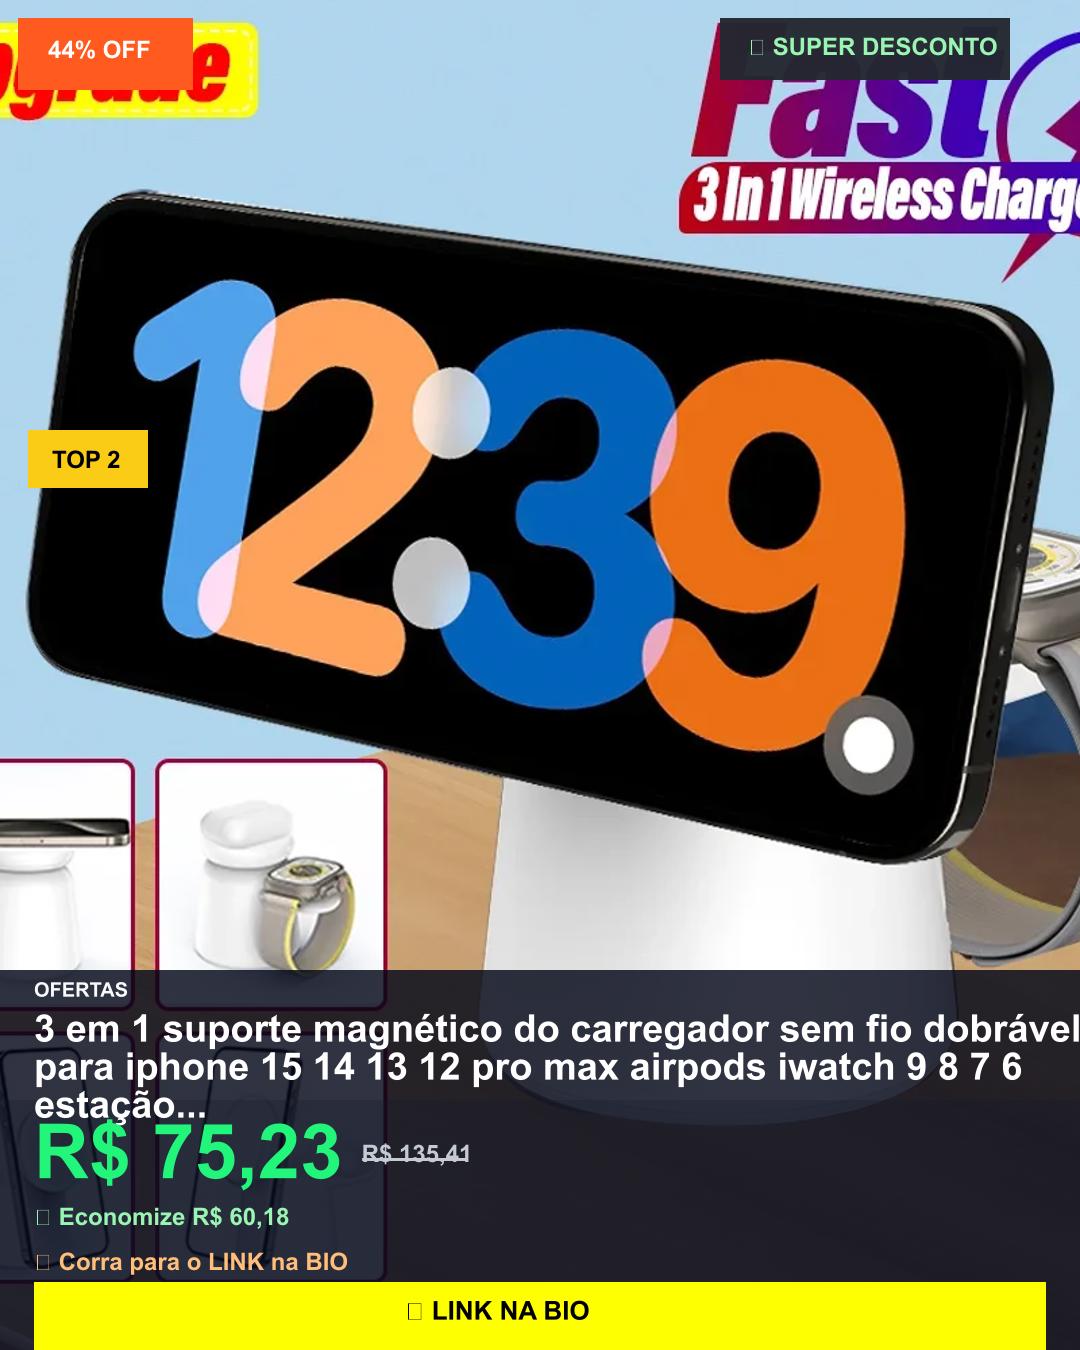 44% OFF
SUPER DESCONTO
Fast
3 In 1 Wireless Charge
12:39
TOP 2
OFERTAS
3 em 1 suporte magnético do carregador sem fio dobrável
para iphone 15 14 13 12 pro max airpods iwatch 9 8 7 6
estação...
R$ 75,23 R$ 135,41
Economize R$ 60,18
Corra para o LINK na BIO
LINK NA BIO